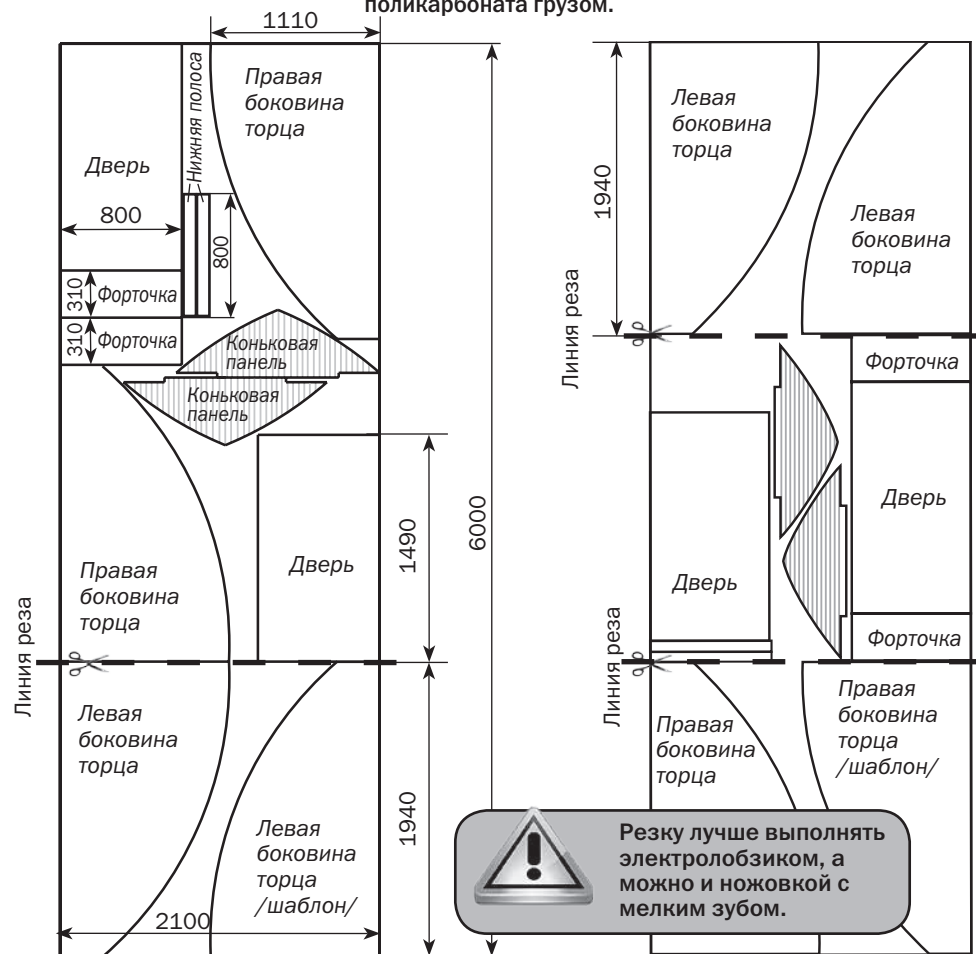 поликарбоната грузом.
1110
Правая
боковина
торца
Нижняя полоса
Дверь
800
800
310
Форточка
310
Форточка
Коньковая
панель
Коньковая
панель
6000
1490
Дверь
Правая
боковина
торца
Линия реза
Левая
боковина
торца
1940
Левая
боковина
торца
/шаблон/
2100
1940
Левая
боковина
торца
Левая
боковина
торца
Линия реза
Форточка
Дверь
Дверь
Форточка
Линия реза
Правая
боковина
торца
Правая
боковина
торца
/шаблон/
Резку лучше выполнять
электролобзиком, а
можно и ножовкой с
мелким зубом.